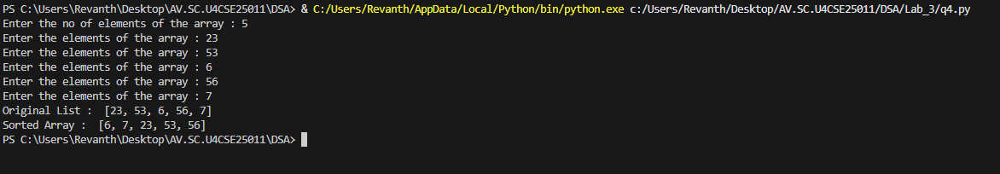 PS C:\Users\Revanth\Desktop\AV.SC.U4CSE25011\DSA> & C:/Users/Revanth/AppData/Local/Python/bin/python.exe c:/Users/Revanth/Desktop/AV.SC.U4CSE25011/DSA/Lab_3/q4.py
Enter the no of elements of the array : 5
Enter the elements of the array : 23
Enter the elements of the array : 53
Enter the elements of the array : 6
Enter the elements of the array : 56
Enter the elements of the array : 7
Original List :  [23, 53, 6, 56, 7]
Sorted Array :  [6, 7, 23, 53, 56]
PS C:\Users\Revanth\Desktop\AV.SC.U4CSE25011\DSA>